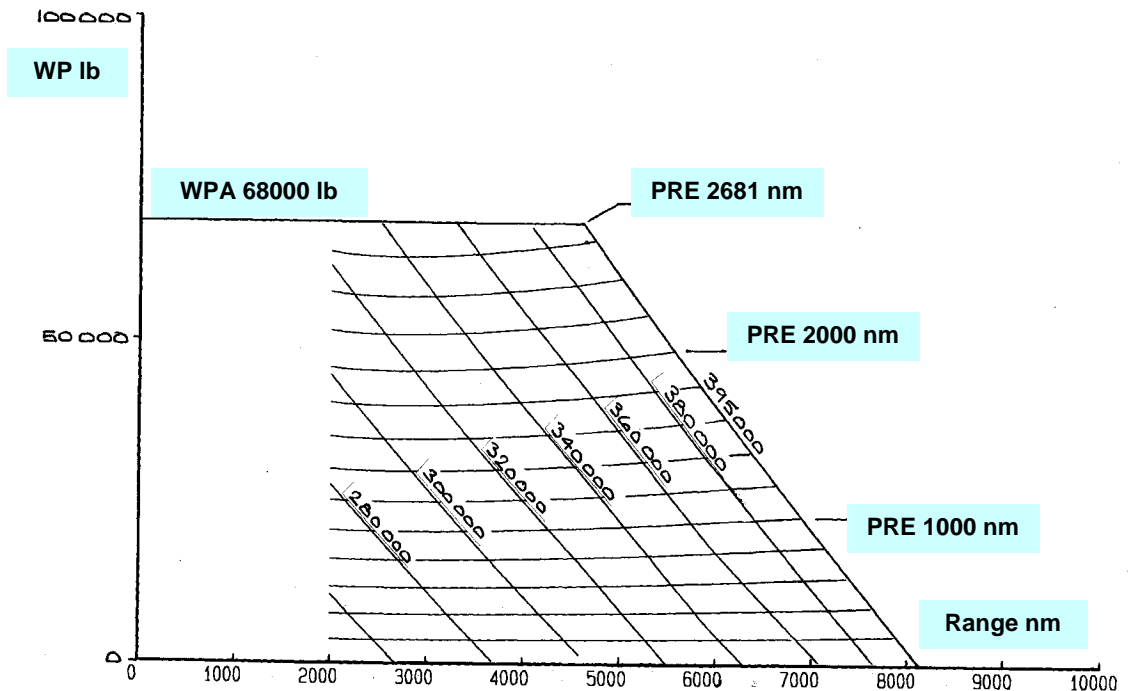 100000
WP lb
WPA 68000 lb
PRE 2681 nm
50000
PRE 2000 nm
395000
380000
360000
340000
320000
300000
280000
PRE 1000 nm
Range nm
0
0 1000 2000 3000 4000 5000 6000 7000 8000 9000 10000